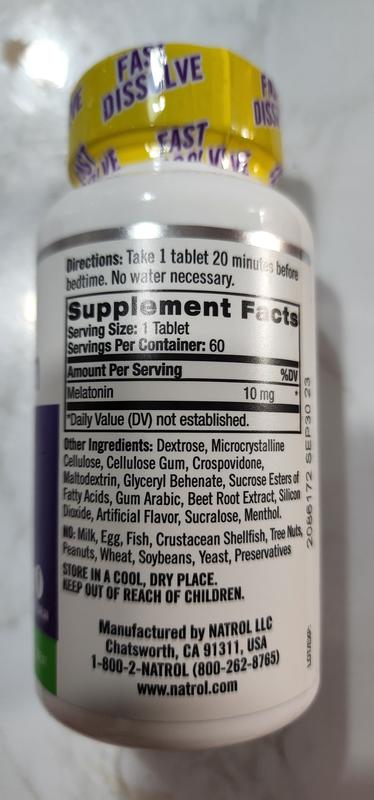 FAST
DISSOLVE
VE
FAST
DISSOLVE
Directions: Take 1 tablet 20 minutes before
bedtime. No water necessary.
Supplement Facts
Serving Size: 1 Tablet
Servings Per Container: 60
Amount Per Serving %DV
Melatonin 10 mg *
*Daily Value (DV) not established.
Other Ingredients: Dextrose, Microcrystalline
Cellulose, Cellulose Gum, Crospovidone,
Maltodextrin, Glyceryl Behenate, Sucrose Esters of
Fatty Acids, Gum Arabic, Beet Root Extract, Silicon
Dioxide, Artificial Flavor, Sucralose, Menthol.
NO: Milk, Egg, Fish, Crustacean Shellfish, Tree Nuts,
Peanuts, Wheat, Soybeans, Yeast, Preservatives
STORE IN A COOL, DRY PLACE.
KEEP OUT OF REACH OF CHILDREN.
Manufactured by NATROL LLC
Chatsworth, CA 91311, USA
1-800-2-NATROL (800-262-8765)
www.natrol.com
2086172 SEP30 23